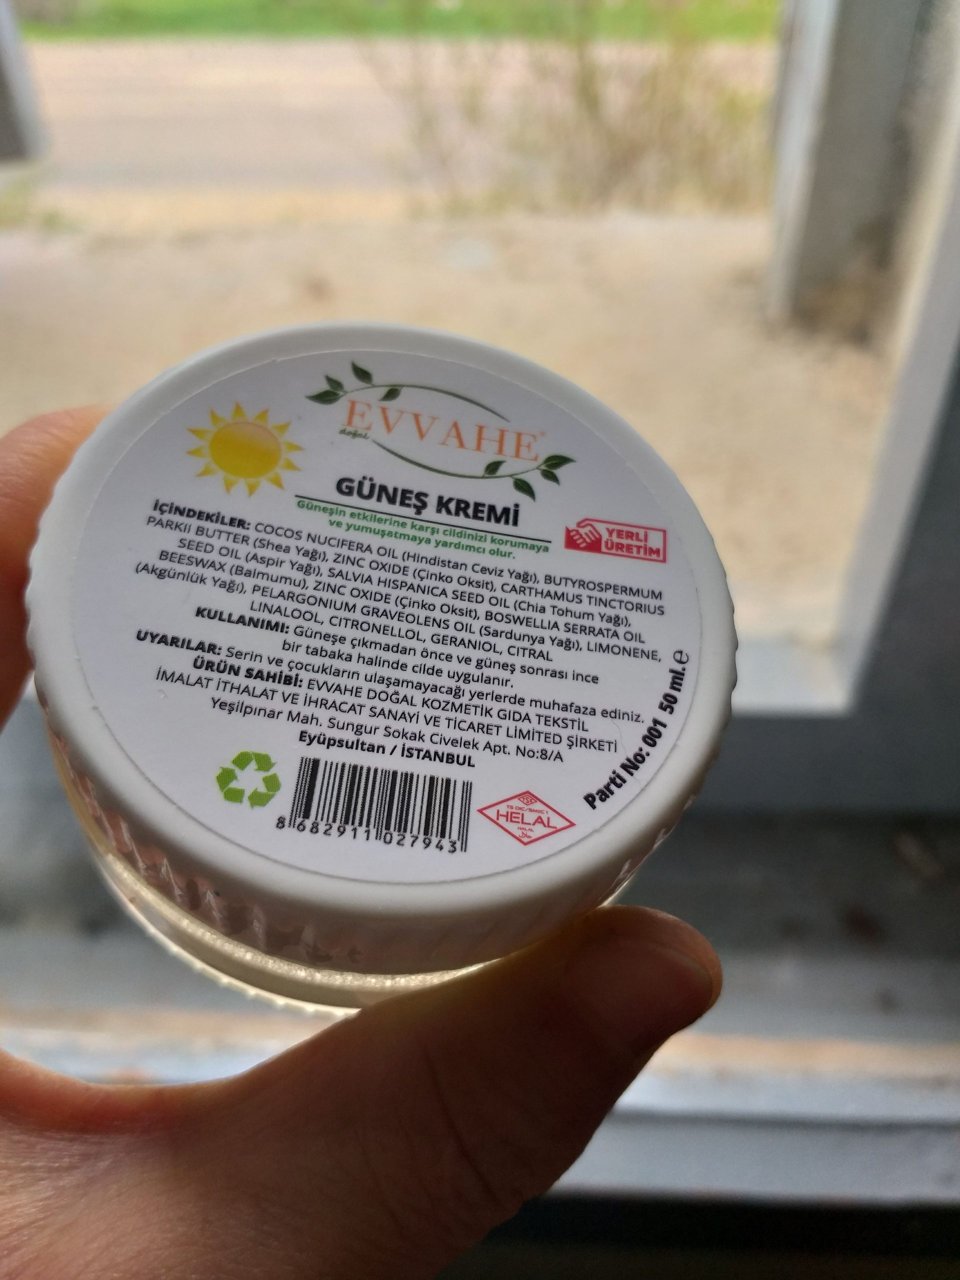 EVVAHE
doğal
GÜNEŞ KREMİ
Güneşin etkilerine karşı cildinizi korumaya
ve yumuşatmaya yardımcı olur.
YERLİ
ÜRETİM
İÇİNDEKİLER: COCOS NUCIFERA OIL (Hindistan Ceviz Yağı), BUTYROSPERMUM
PARKII BUTTER (Shea Yağı), ZINC OXIDE (Çinko Oksit), CARTHAMUS TINCTORIUS
SEED OIL (Aspir Yağı), SALVIA HISPANICA SEED OIL (Chia Tohum Yağı),
BEESWAX (Balmumu), ZINC OXIDE (Çinko Oksit), BOSWELLIA SERRATA OIL
(Akgünlük Yağı), PELARGONIUM GRAVEOLENS OIL (Sardunya Yağı), LIMONENE,
LINALOOL, CITRONELLOL, GERANIOL, CITRAL
KULLANIMI: Güneşe çıkmadan önce ve güneş sonrası ince
bir tabaka halinde cilde uygulanır.
UYARILAR: Serin ve çocukların ulaşamayacağı yerlerde muhafaza ediniz.
ÜRÜN SAHİBİ: EVVAHE DOĞAL KOZMETİK GIDA TEKSTİL
İMALAT İTHALAT VE İHRACAT SANAYİ VE TİCARET LİMİTED ŞİRKETİ
Yeşilpınar Mah. Sungur Sokak Civelek Apt. No:8/A
Eyüpsultan / İSTANBUL
Parti No: 001 50 ml. e
8 682911 027943
HELAL